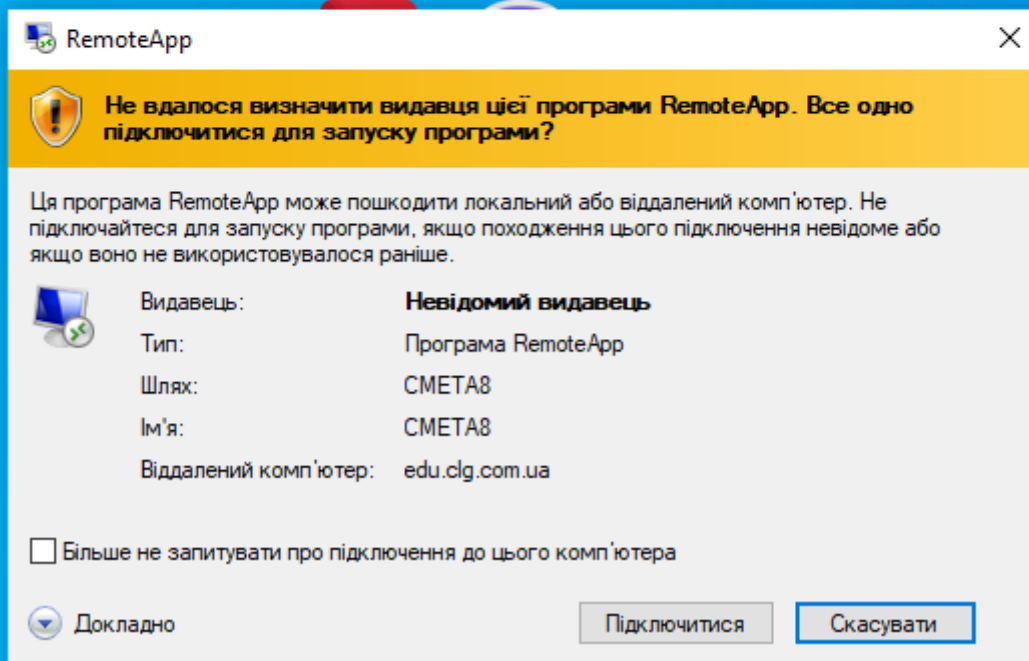 RemoteApp
Не вдалося визначити видавця цієї програми RemoteApp. Все одно
підключитися для запуску програми?
Ця програма RemoteApp може пошкодити локальний або віддалений комп'ютер. Не
підключайтеся для запуску програми, якщо походження цього підключення невідоме або
якщо воно не використовувалося раніше.
Видавець: Невідомий видавець
Тип: Програма RemoteApp
Шлях: СМЕТА8
Ім'я: СМЕТА8
Віддалений комп'ютер: edu.clg.com.ua
Більше не запитувати про підключення до цього комп'ютера
Докладно Підключитися Скасувати